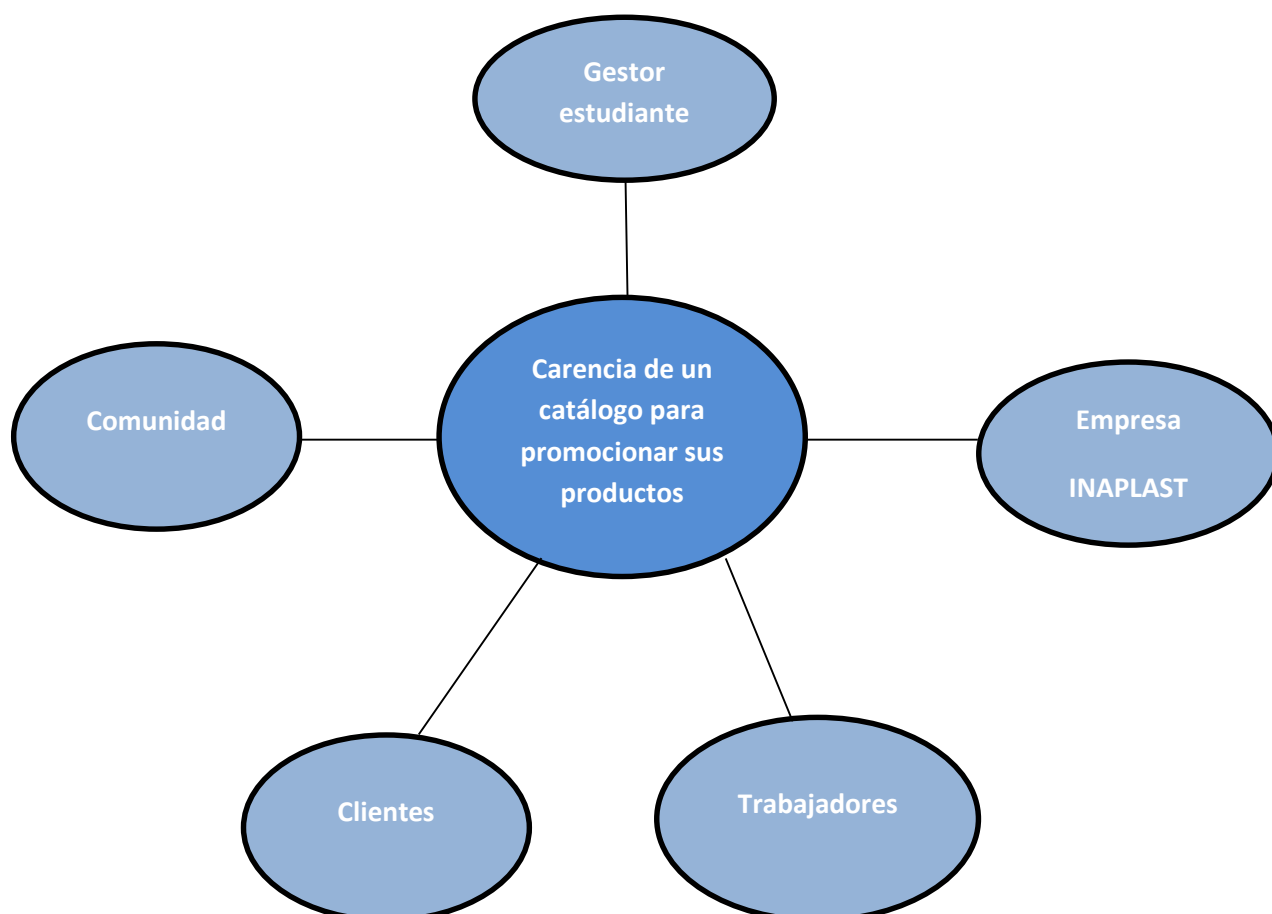 Gestor
estudiante
Carencia de un
catálogo para
promocionar sus
productos
Comunidad
Empresa
INAPLAST
Clientes
Trabajadores